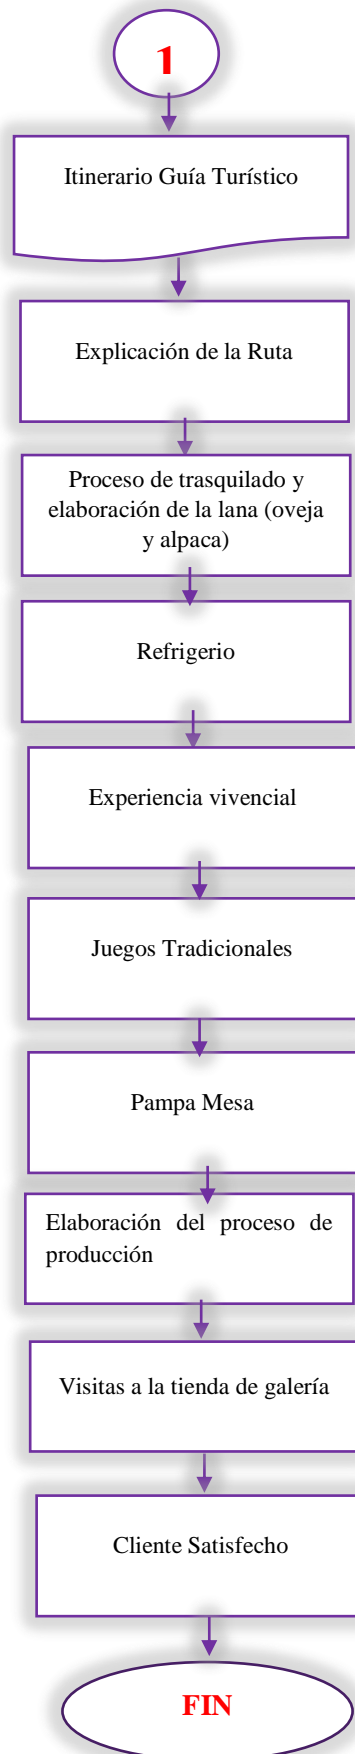 1
Itinerario Guía Turístico
Explicación de la Ruta
Proceso de trasquilado y
elaboración de la lana (oveja
y alpaca)
Refrigerio
Experiencia vivencial
Juegos Tradicionales
Pampa Mesa
Elaboración del proceso de
producción
Visitas a la tienda de galería
Cliente Satisfecho
FIN